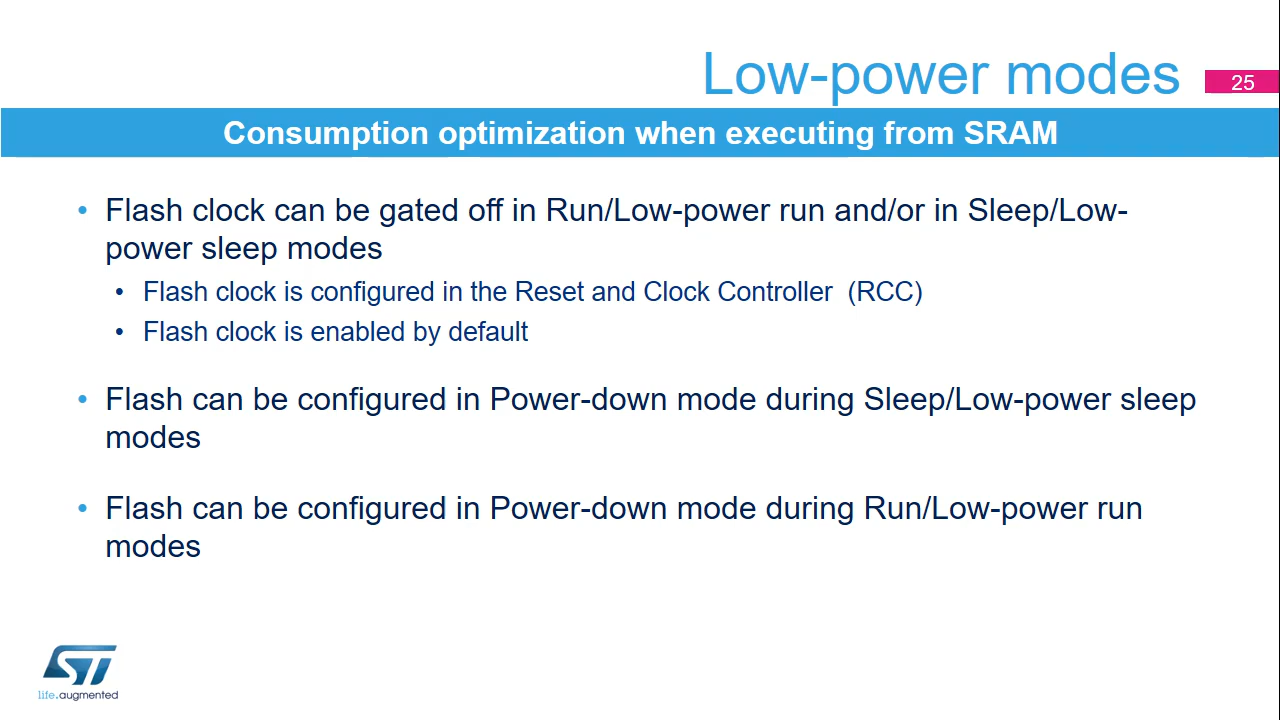 Low-power modes
25
Consumption optimization when executing from SRAM
• Flash clock can be gated off in Run/Low-power run and/or in Sleep/Low-
power sleep modes
• Flash clock is configured in the Reset and Clock Controller  (RCC)
• Flash clock is enabled by default
• Flash can be configured in Power-down mode during Sleep/Low-power sleep
modes
• Flash can be configured in Power-down mode during Run/Low-power run
modes
ST
life.augmented